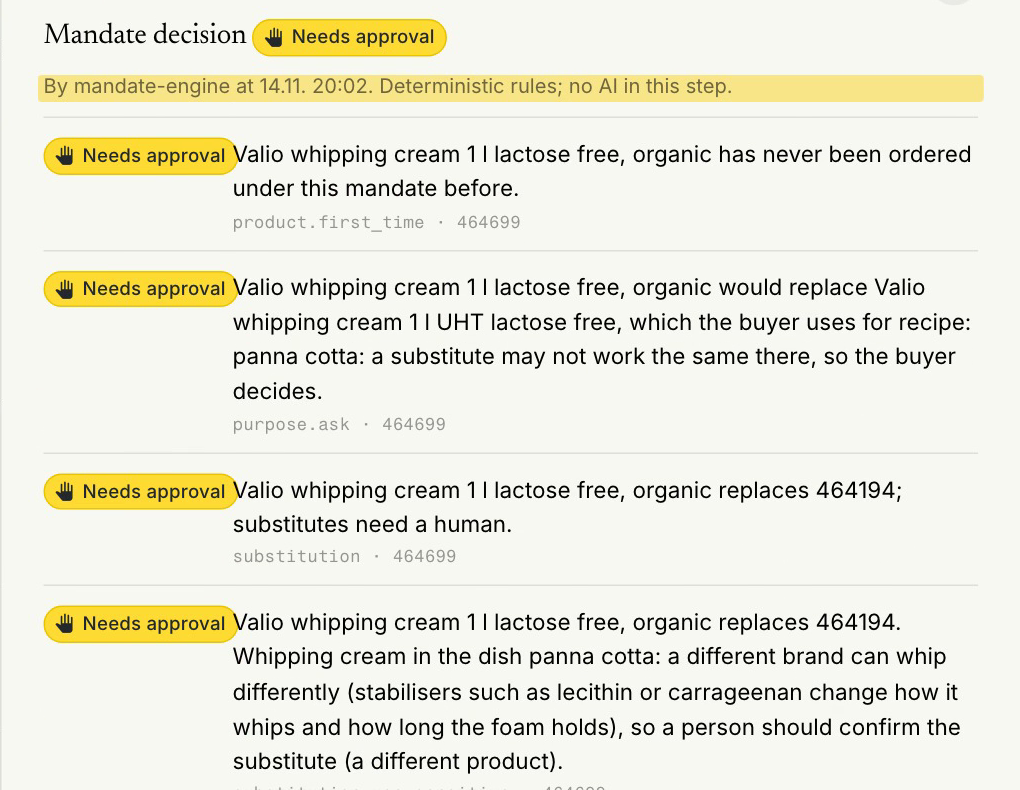 Mandate decision Needs approval
By mandate-engine at 14.11. 20:02. Deterministic rules; no AI in this step.
Needs approval Valio whipping cream 1 l lactose free, organic has never been ordered
under this mandate before.
product.first_time · 464699
Needs approval Valio whipping cream 1 l lactose free, organic would replace Valio
whipping cream 1 l UHT lactose free, which the buyer uses for recipe:
panna cotta: a substitute may not work the same there, so the buyer
decides.
purpose.ask · 464699
Needs approval Valio whipping cream 1 l lactose free, organic replaces 464194;
substitutes need a human.
substitution · 464699
Needs approval Valio whipping cream 1 l lactose free, organic replaces 464194.
Whipping cream in the dish panna cotta: a different brand can whip
differently (stabilisers such as lecithin or carrageenan change how it
whips and how long the foam holds), so a person should confirm the
substitute (a different product).